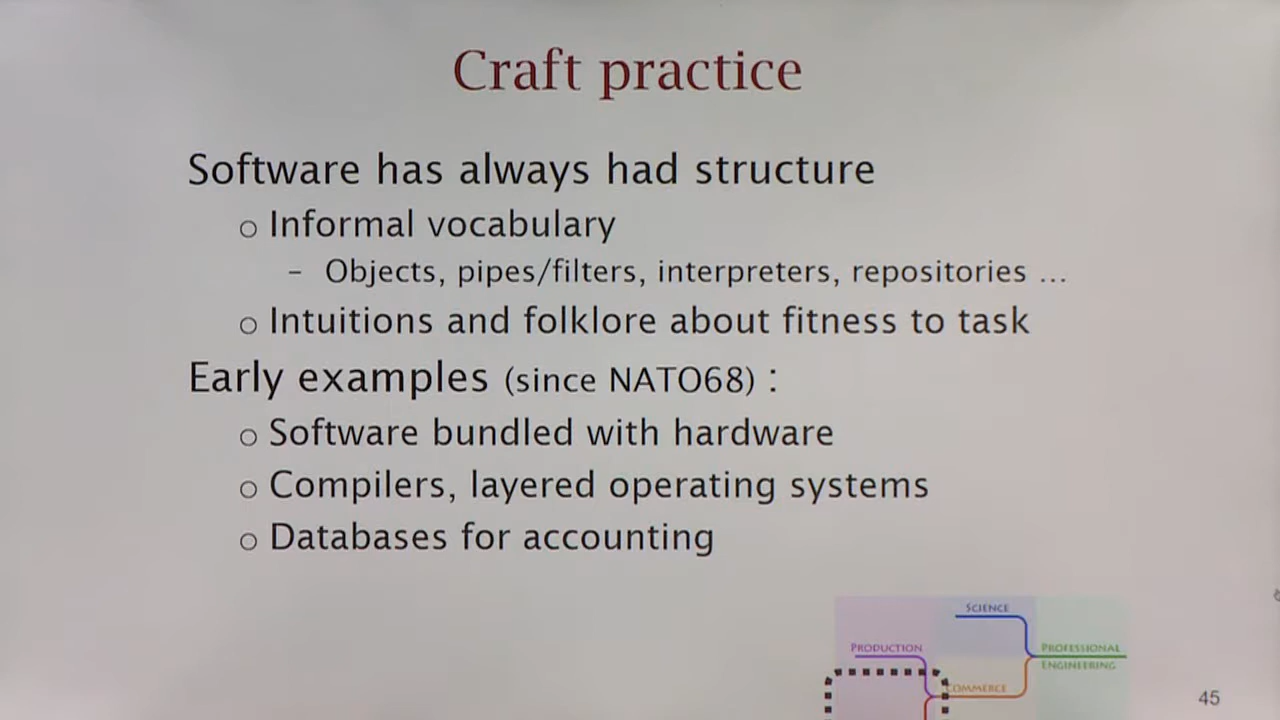 Craft practice
Software has always had structure
○ Informal vocabulary
– Objects, pipes/filters, interpreters, repositories ...
○ Intuitions and folklore about fitness to task
Early examples (since NATO68) :
○ Software bundled with hardware
○ Compilers, layered operating systems
○ Databases for accounting
SCIENCE
PRODUCTION
PROFESSIONAL
ENGINEERING
COMMERCE
45